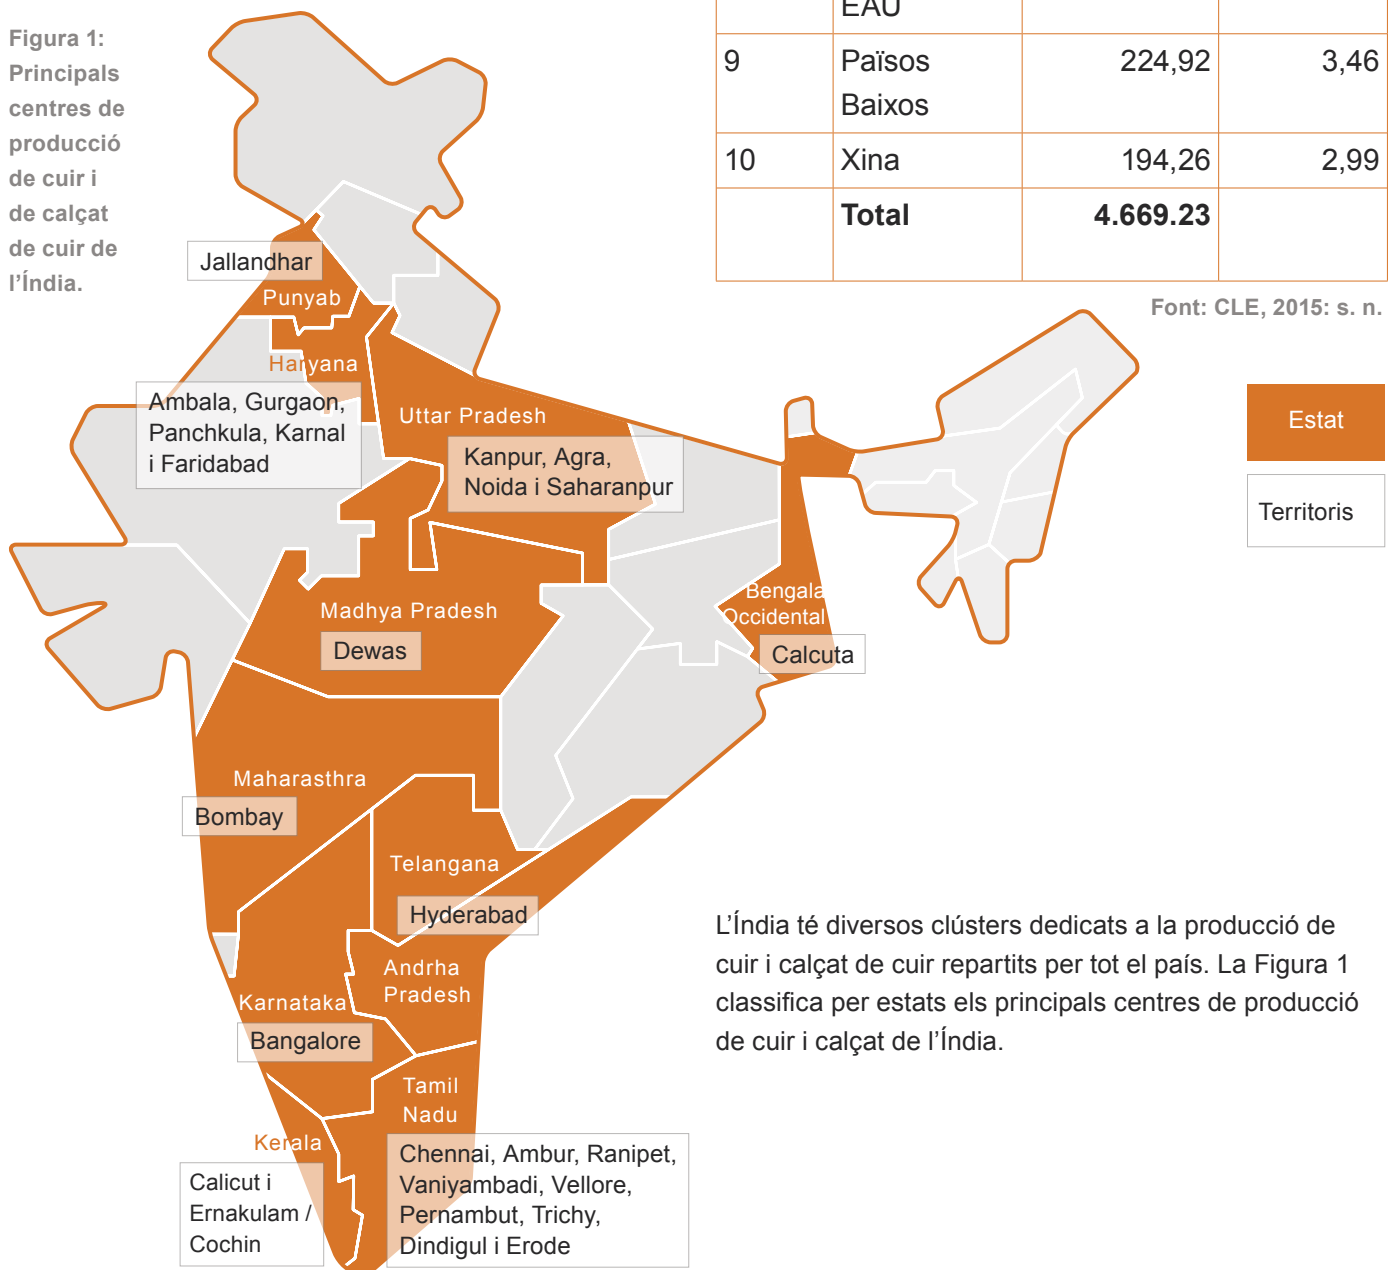 Figura 1:
Principals
centres de
producció
de cuir i
de calçat
de cuir de
l’Índia.
EAU
9 Països Baixos 224,92 3,46
10 Xina 194,26 2,99
Total 4.669.23
Font: CLE, 2015: s. n.
Estat
Territoris
Jallandhar
Punyab
Haryana
Ambala, Gurgaon,
Panchkula, Karnal
i Faridabad
Uttar Pradesh
Kanpur, Agra,
Noida i Saharanpur
Madhya Pradesh
Dewas
Bengala
Occidental
Calcuta
Maharasthra
Bombay
Telangana
Hyderabad
Andrha
Pradesh
Karnataka
Bangalore
Tamil
Nadu
Chennai, Ambur, Ranipet,
Vaniyambadi, Vellore,
Pernambut, Trichy,
Dindigul i Erode
Kerala
Calicut i
Ernakulam /
Cochin
L’Índia té diversos clústers dedicats a la producció de
cuir i calçat de cuir repartits per tot el país. La Figura 1
classifica per estats els principals centres de producció
de cuir i calçat de l’Índia.